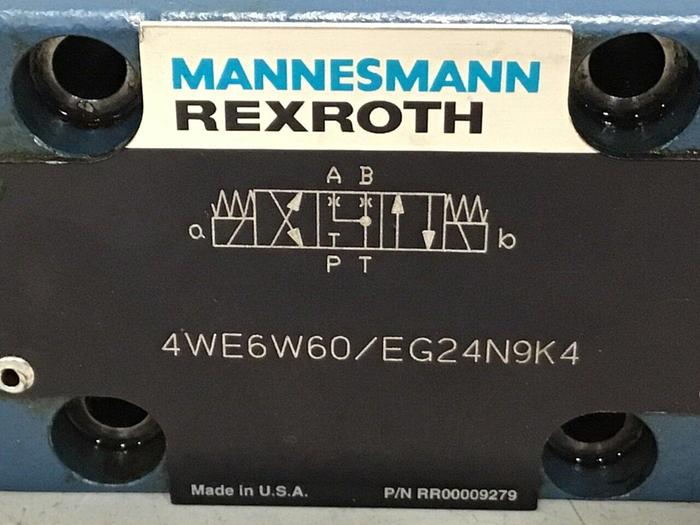 MANNESMANN
REXROTH
A B
a b
T
P T
4WE6W60/EG24N9K4
Made in U.S.A. P/N RR00009279